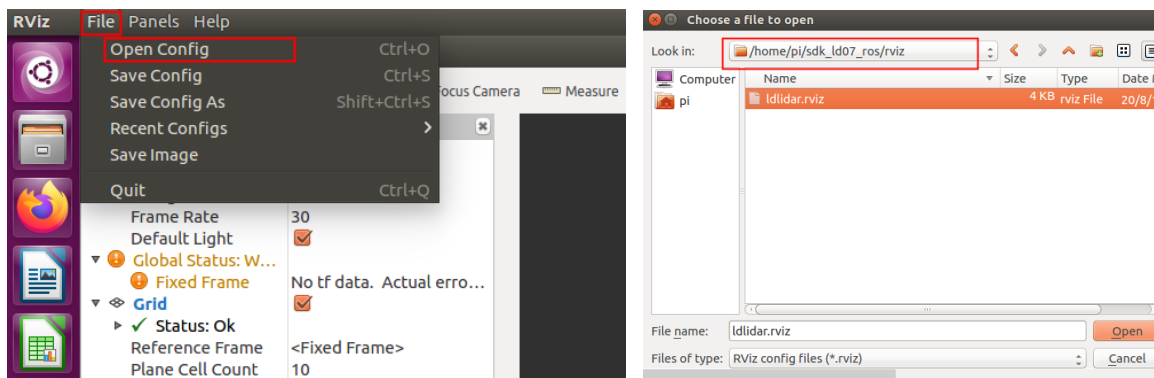 RViz File Panels Help
Open Config Ctrl+O
Save Config Ctrl+S
Save Config As Shift+Ctrl+S
Recent Configs
Save Image
Quit Ctrl+Q
Focus Camera Measure
Frame Rate 30
Default Light
Global Status: W...
Fixed Frame No tf data. Actual erro...
Grid
Status: Ok
Reference Frame <Fixed Frame>
Plane Cell Count 10
Choose a file to open
Look in: /home/pi/sdk_ld07_ros/rviz
Computer
pi
Name Size Type Date
ldlidar.rviz 4 KB rviz File 20/8/
File name: ldlidar.rviz Open
Files of type: RViz config files (*.rviz) Cancel